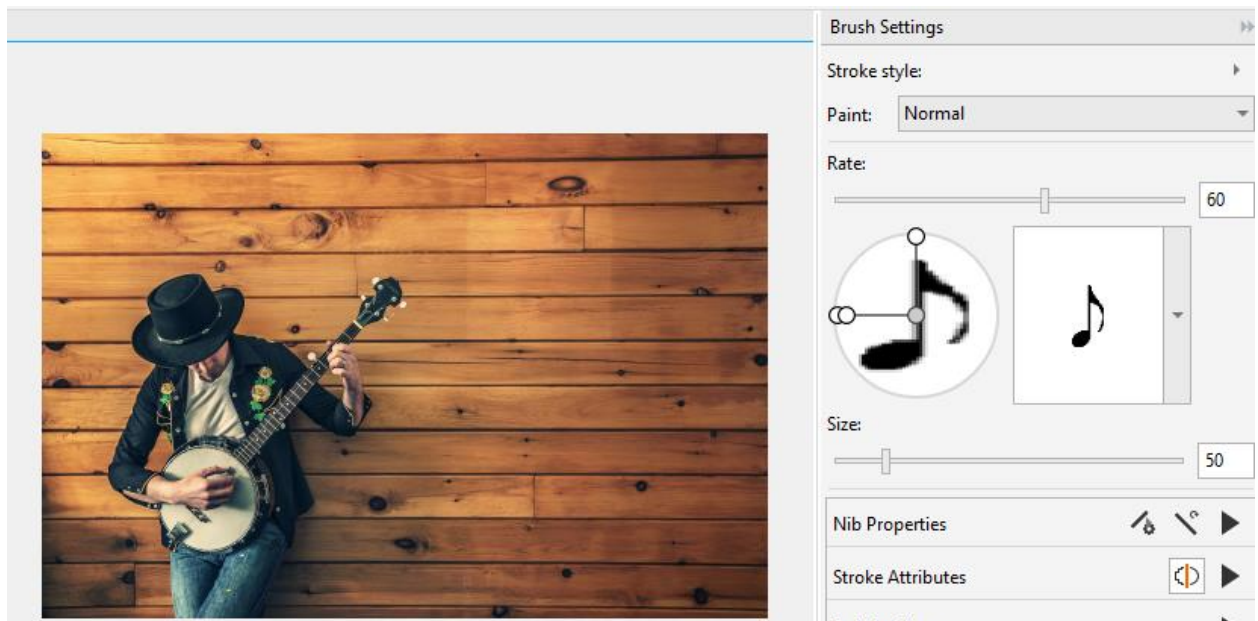 Brush Settings
Stroke style:
Paint: Normal
Rate:
60
Size:
50
Nib Properties
Stroke Attributes